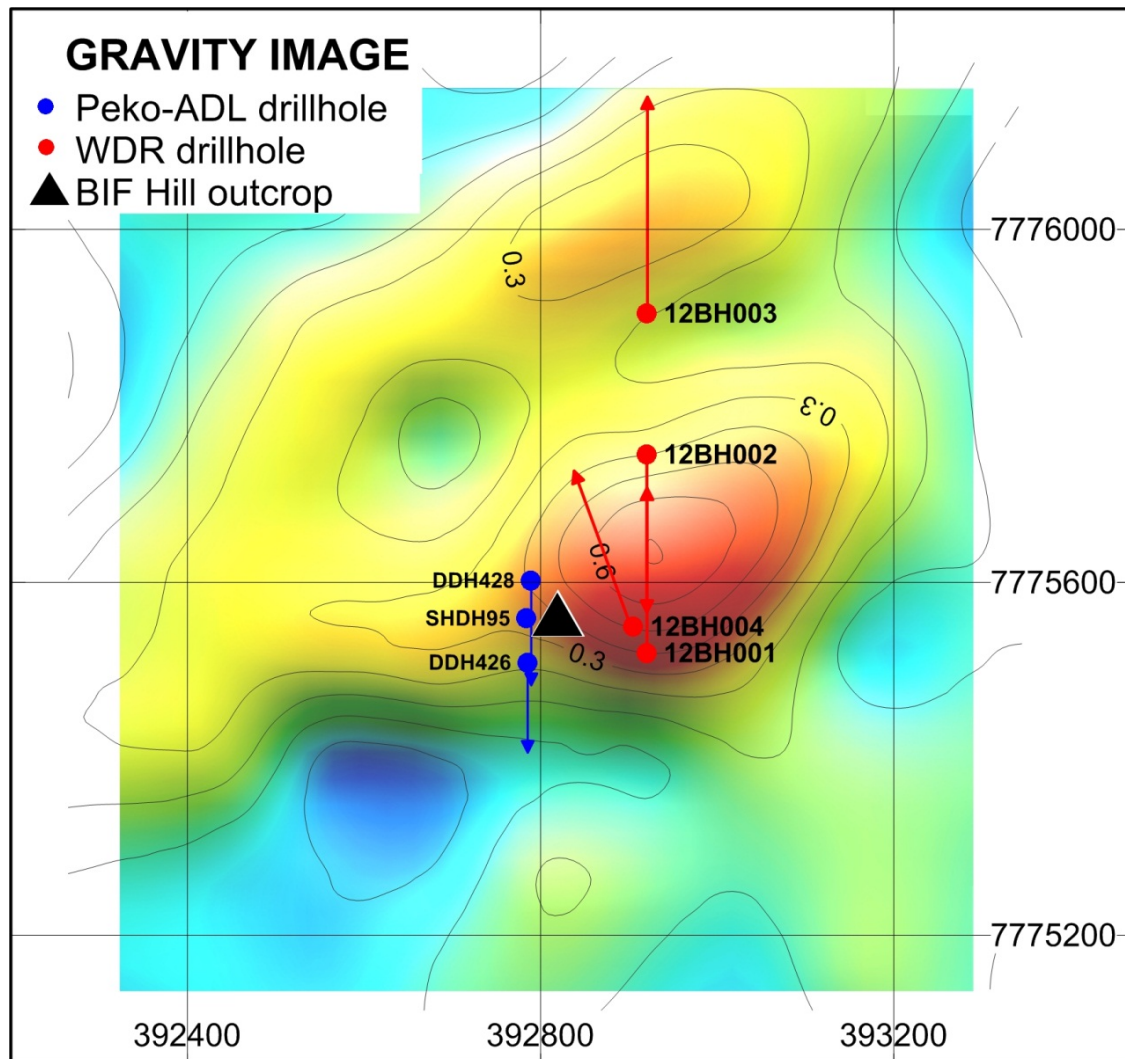 GRAVITY IMAGE
Peko-ADL drillhole
WDR drillhole
BIF Hill outcrop
7776000
0.3
12BH003
0.3
12BH002
0.6
DDH428
7775600
SHDH95
12BH004
DDH426
0.3
12BH001
7775200
392400
392800
393200